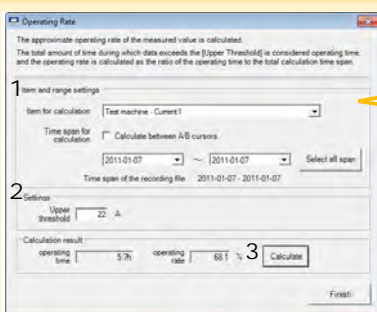 Operating Rate
The approximate operating rate of the measured value is calculated.
The total amount of time during which data exceeds the [Upper Threshold] is considered operating time
and the operating rate is calculated as the ratio of the operating time to the total calculation time span.
1
Item and range settings
Item for calculation Test machine - Current1
Time span for calculation Calculate between A/B cursors
2011-01-07 ~ 2011-01-07 Select all span
Time span of the recording file 2011-01-07 - 2011-01-07
2
Settings
Upper threshold 22 A
Calculation result
operating time 5.7h operating rate 68.1 % 3 Calculate
Finish